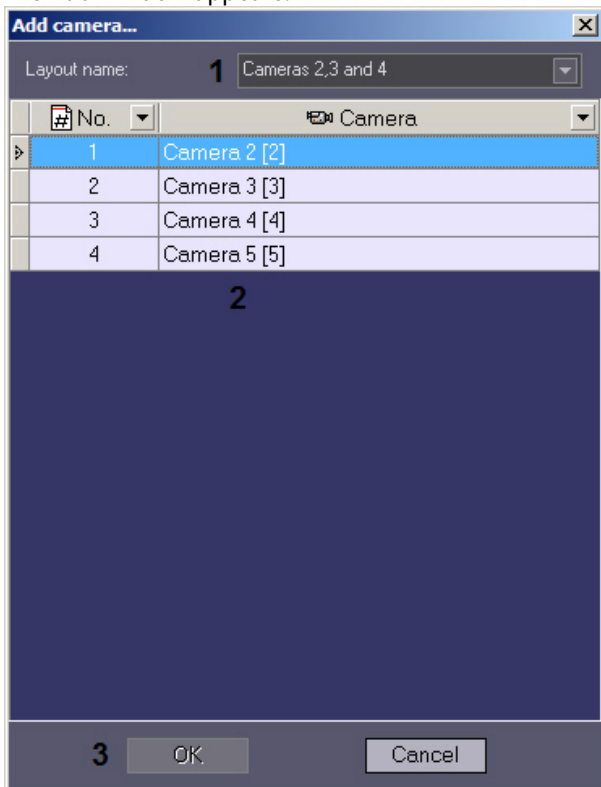 Add camera...
Layout name: 1 Cameras 2,3 and 4
# No. Camera
1 Camera 2 [2]
2 Camera 3 [3]
3 Camera 4 [4]
4 Camera 5 [5]
2
3 OK Cancel